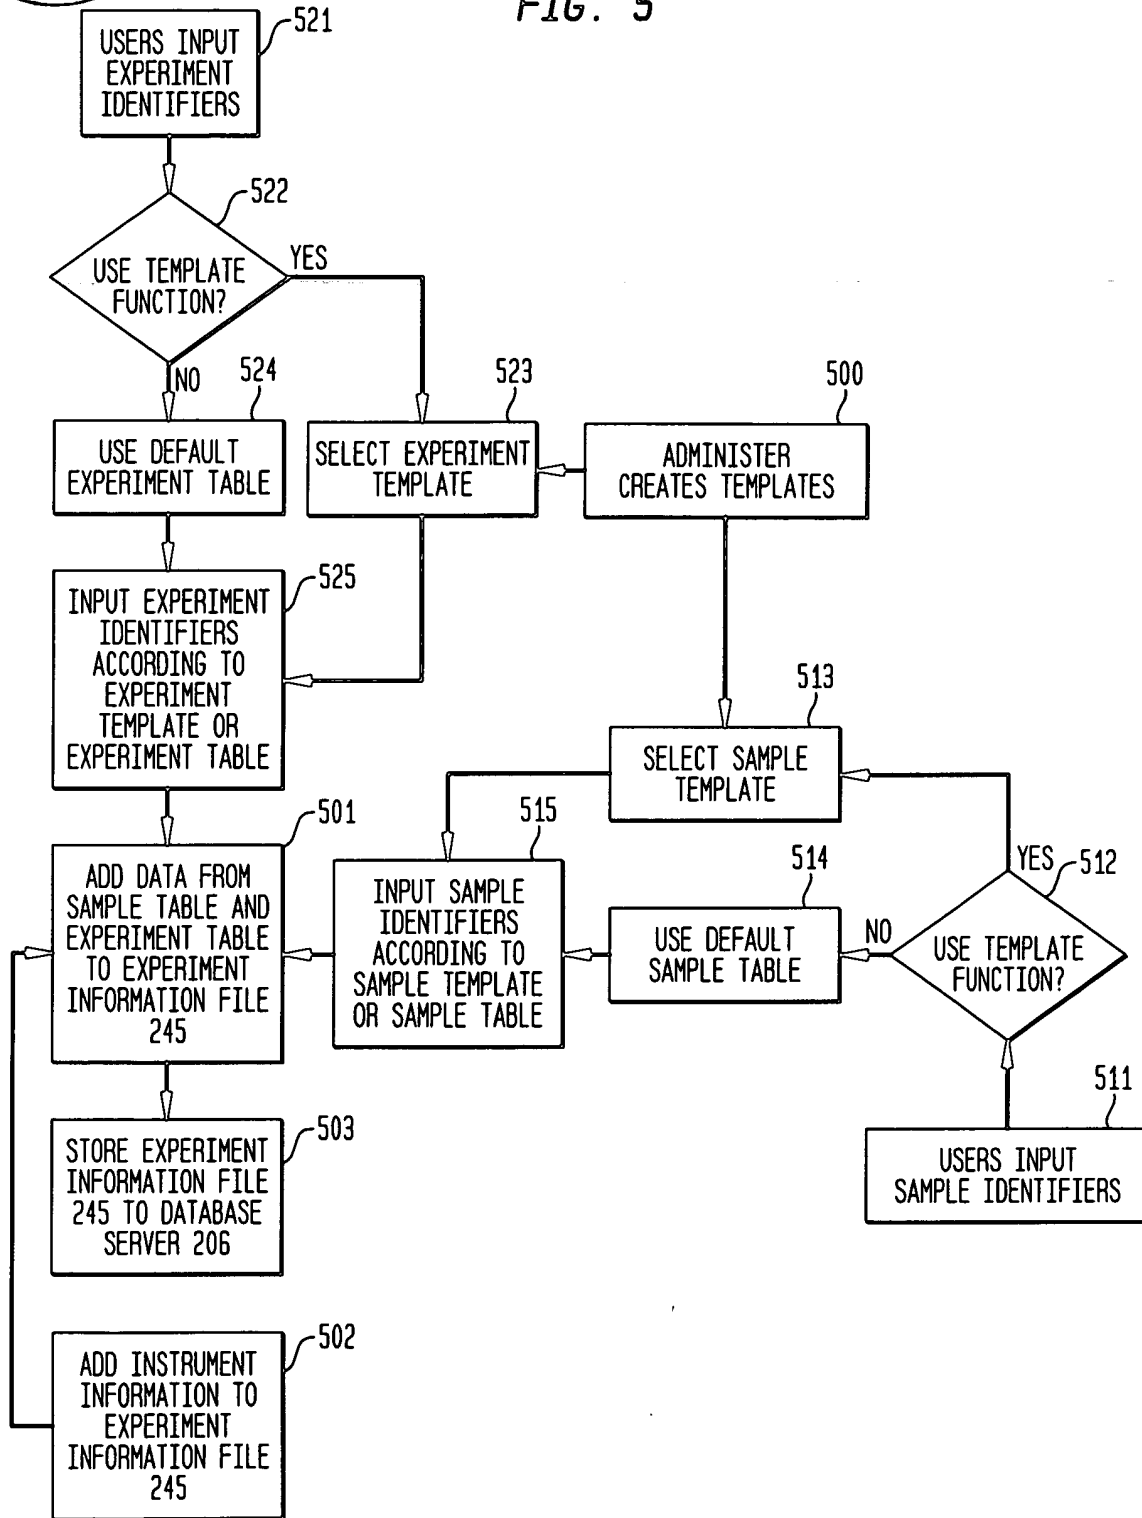 FIG. 5
521
USERS INPUT
EXPERIMENT
IDENTIFIERS
522
USE TEMPLATE
FUNCTION?
YES
NO
524
USE DEFAULT
EXPERIMENT TABLE
523
SELECT EXPERIMENT
TEMPLATE
500
ADMINISTER
CREATES TEMPLATES
525
INPUT EXPERIMENT
IDENTIFIERS
ACCORDING TO
EXPERIMENT
TEMPLATE OR
EXPERIMENT TABLE
513
SELECT SAMPLE
TEMPLATE
501
ADD DATA FROM
SAMPLE TABLE AND
EXPERIMENT TABLE
TO EXPERIMENT
INFORMATION FILE
245
515
INPUT SAMPLE
IDENTIFIERS
ACCORDING TO
SAMPLE TEMPLATE
OR SAMPLE TABLE
514
USE DEFAULT
SAMPLE TABLE
YES
512
NO
USE TEMPLATE
FUNCTION?
511
USERS INPUT
SAMPLE IDENTIFIERS
503
STORE EXPERIMENT
INFORMATION FILE
245 TO DATABASE
SERVER 206
502
ADD INSTRUMENT
INFORMATION TO
EXPERIMENT
INFORMATION FILE
245